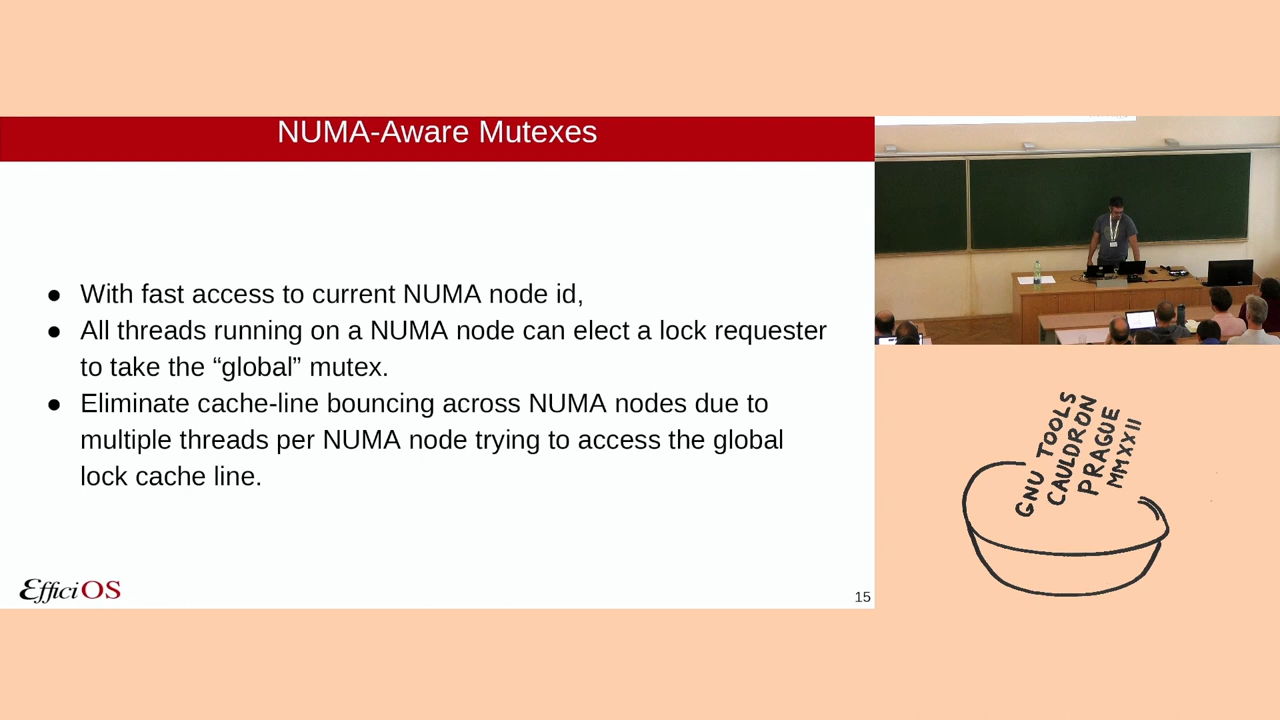 NUMA-Aware Mutexes
● With fast access to current NUMA node id,
● All threads running on a NUMA node can elect a lock requester
to take the “global” mutex.
● Eliminate cache-line bouncing across NUMA nodes due to
multiple threads per NUMA node trying to access the global
lock cache line.
EfficiOS
15
GNU TOOLS
CAULDRON
PRAGUE
MMXXII